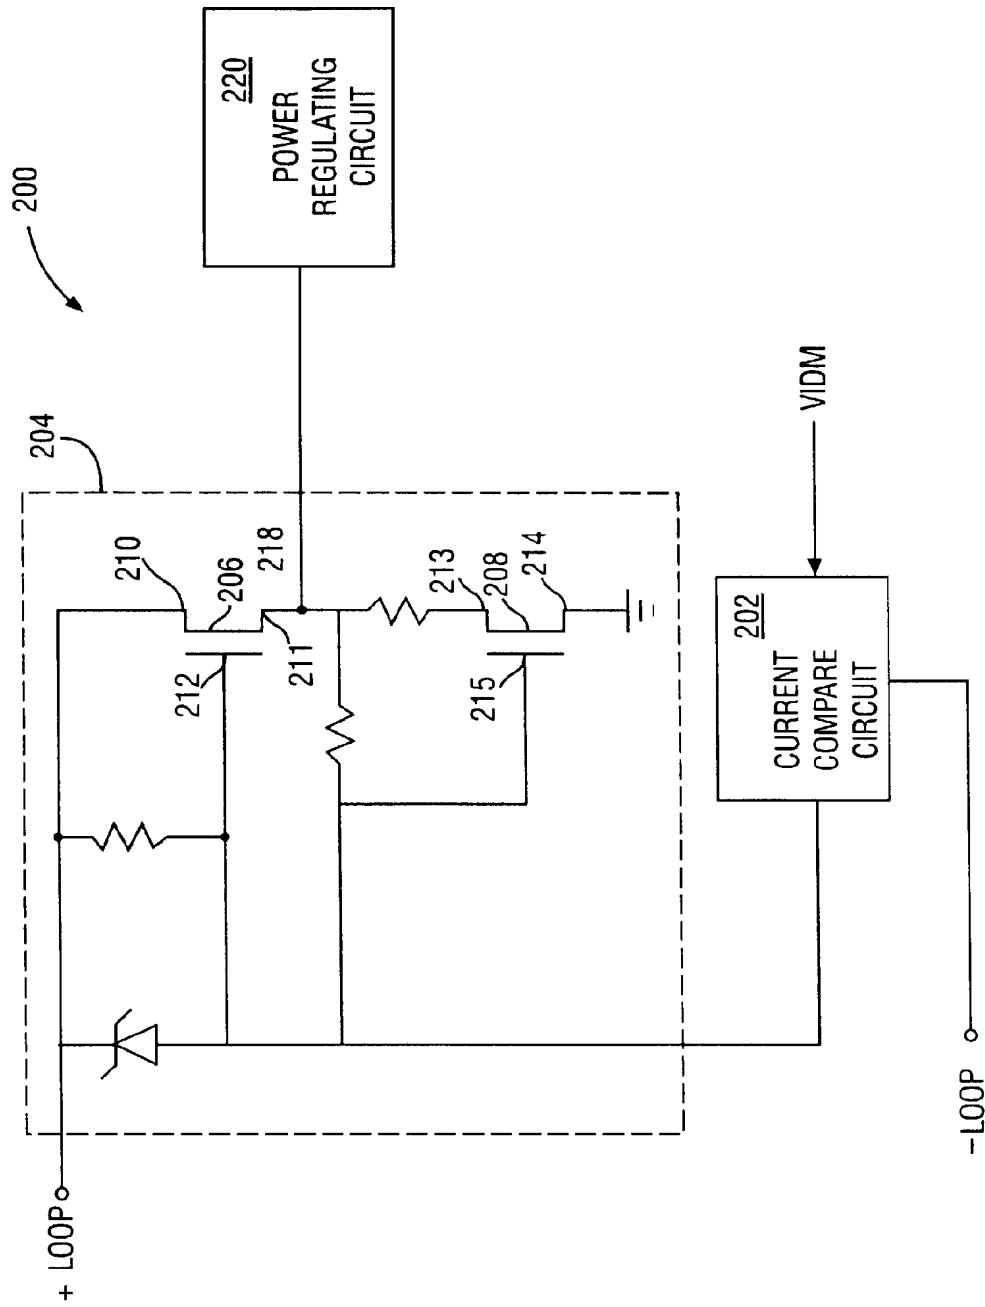 200
220
POWER
REGULATING
CIRCUIT
204
210
206
218
212
211
213
208
214
215
VIDM
202
CURRENT
COMPARE
CIRCUIT
+ LOOP
-LOOP